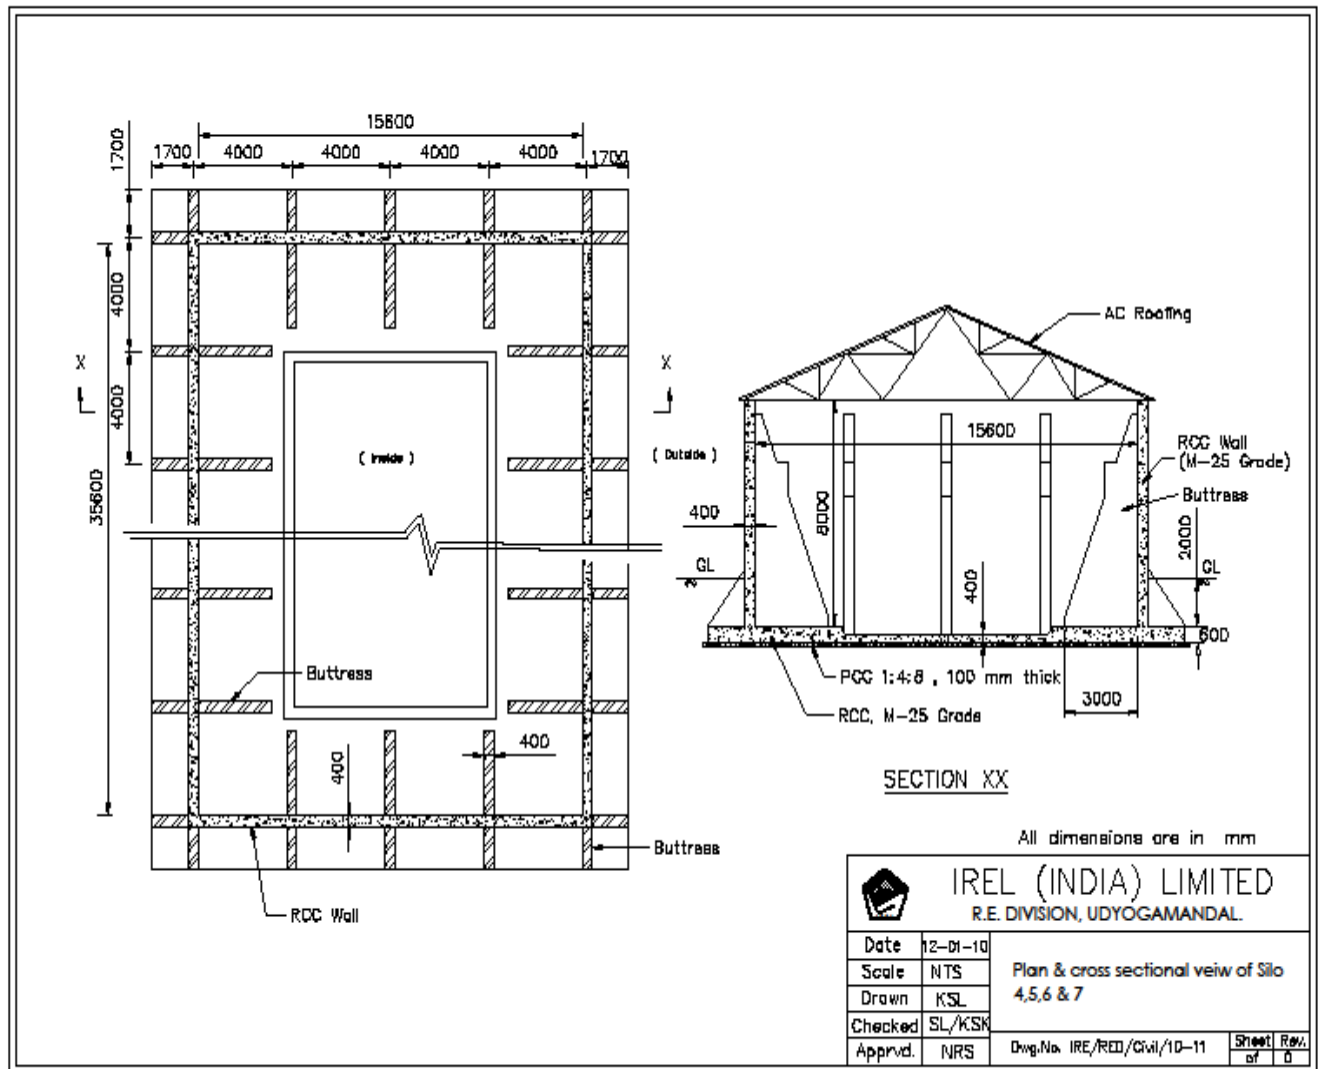 15600
1700 4000 4000 4000 4000 1700
1700
4000
4000
35600
X X
( Inside )
( Outside )
Buttress
400
400
Buttress
RCC Wall
AC Roofing
15600
RCC Wall
(M-25 Grade)
Buttress
400
8000
2000
GL GL
400
600
PCC 1:4:8 , 100 mm thick
3000
RCC, M-25 Grade
SECTION XX
All dimensions are in mm
IREL (INDIA) LIMITED
R.E. DIVISION, UDYOGAMANDAL.
Date 12-01-10
Scale NTS
Drawn KSL
Checked SL/KSK
Apprvd. NRS
Plan & cross sectional veiw of Silo
4,5,6 & 7
Dwg.No. IRE/RED/Civil/10-11
Sheet Rev.
of 0